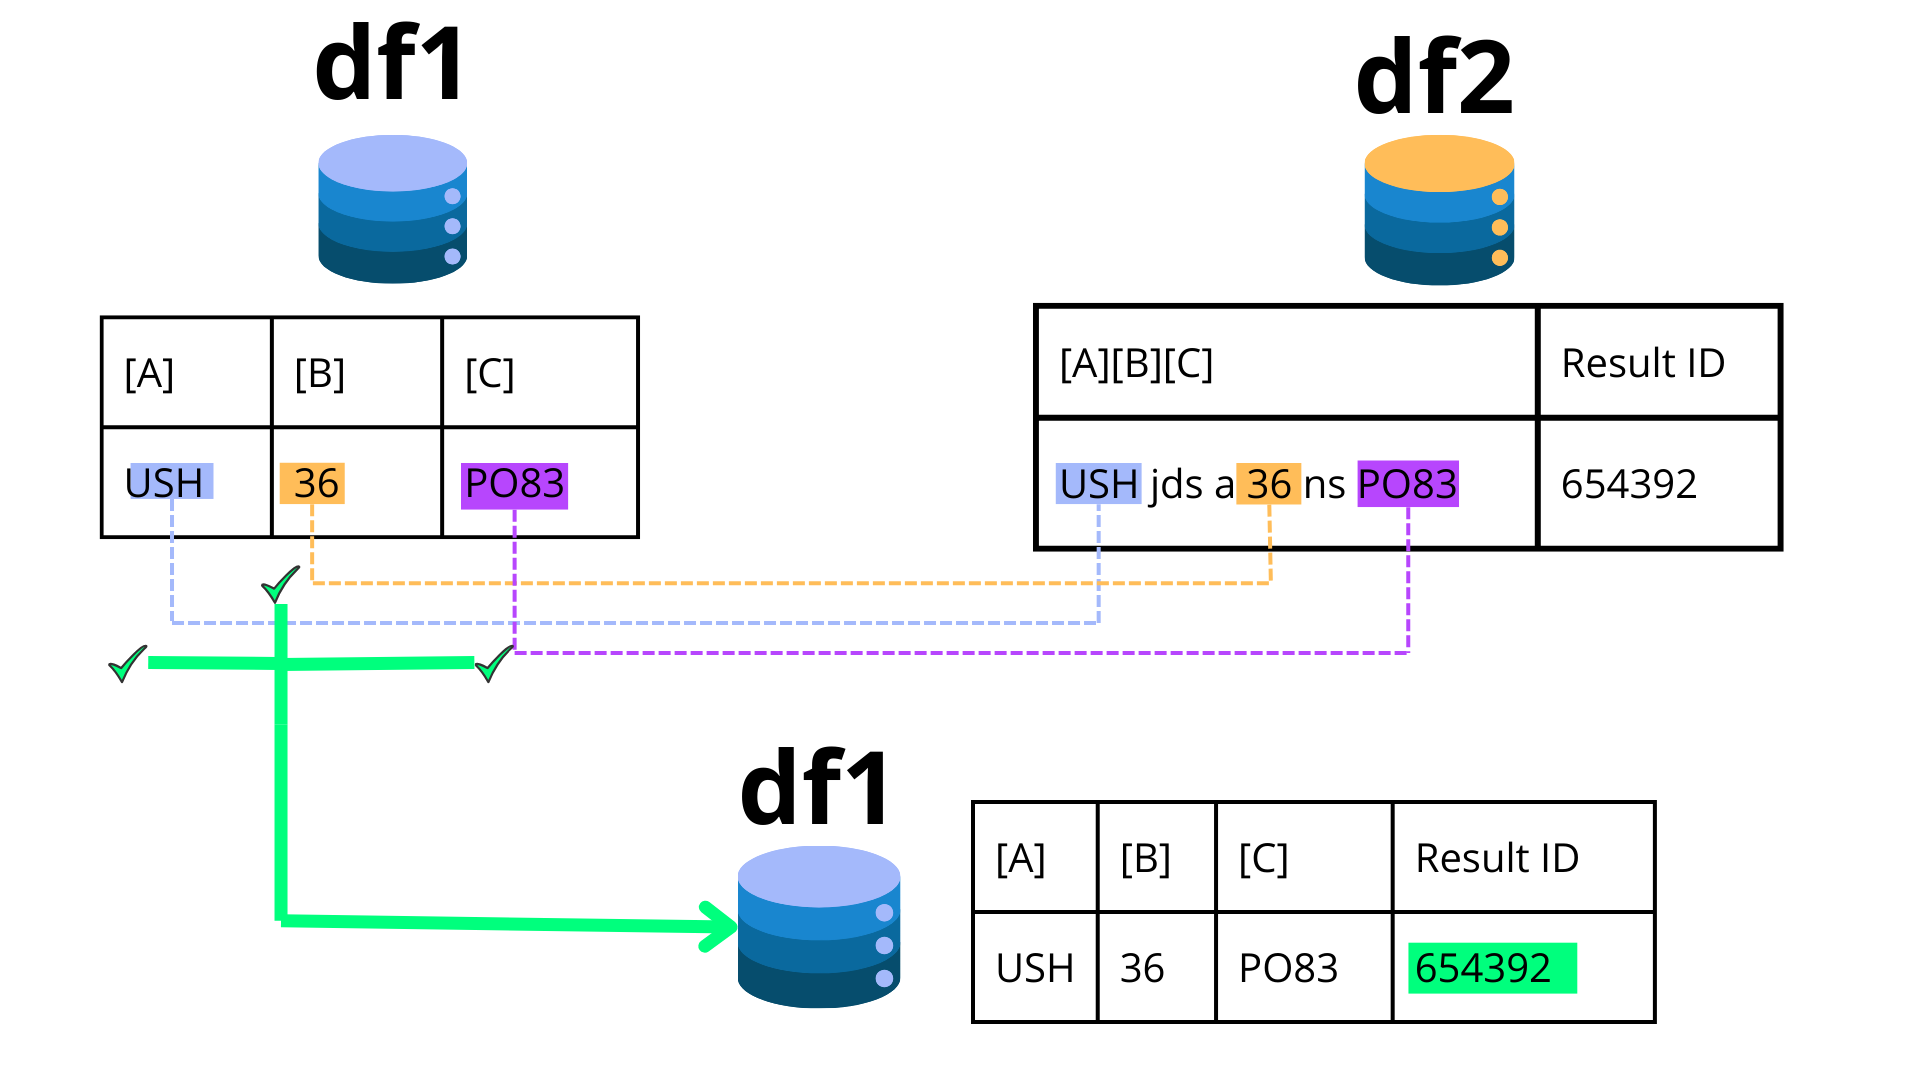 df1
df2
[A] [B] [C]
USH 36 PO83
[A][B][C] Result ID
USH jds a 36 ns PO83 654392
df1
[A] [B] [C] Result ID
USH 36 PO83 654392